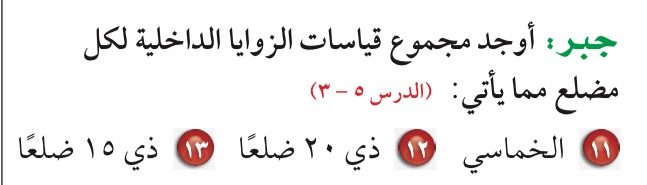 جبر: أوجد مجموع قياسات الزوايا الداخلية لكل
مضلع مما يأتي: (الدرس ٥ – ٣)
١١ الخماسي ١٢ ذي ٢٠ ضلعًا ١٣ ذي ١٥ ضلعًا